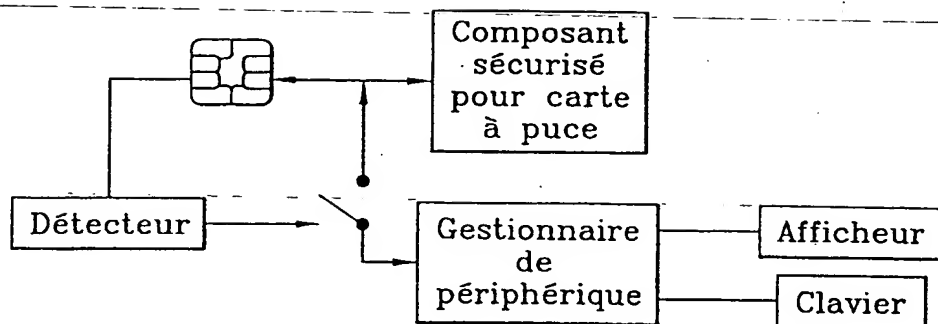 Composant
sécurisé
pour carte
à puce
Détecteur
Gestionnaire
de
périphérique
Afficheur
Clavier